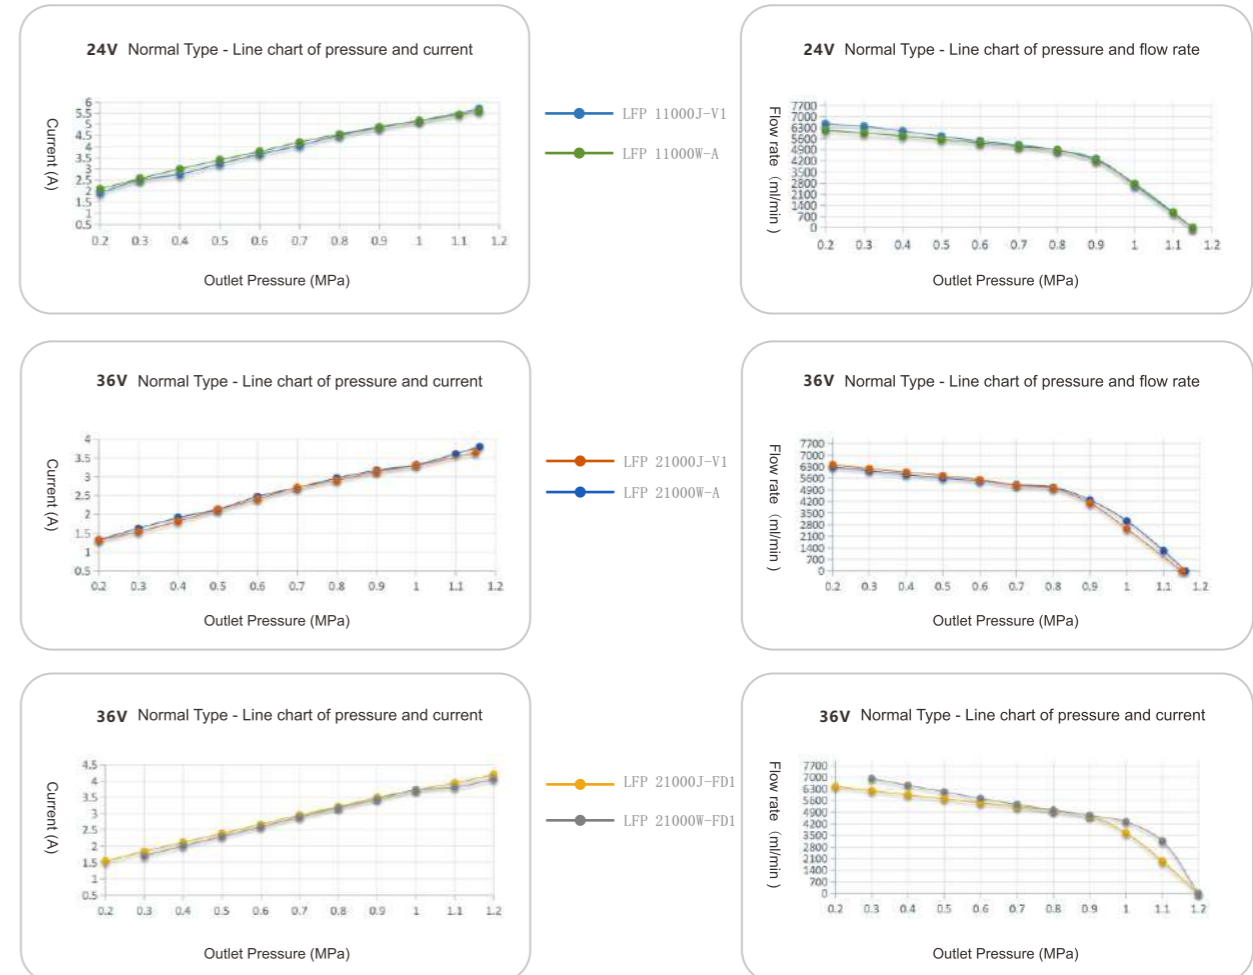 24V Normal Type - Line chart of pressure and current
Current (A)
6
5.5
5
4.5
4
3.5
3
2.5
2
1.5
1
0.5
0.2 0.3 0.4 0.5 0.6 0.7 0.8 0.9 1 1.1 1.2
Outlet Pressure (MPa)
LFP 11000J-V1
LFP 11000W-A
24V Normal Type - Line chart of pressure and flow rate
Flow rate (ml/min)
7700
7000
6300
5600
4900
4200
3500
2800
2100
1400
700
0
0.2 0.3 0.4 0.5 0.6 0.7 0.8 0.9 1 1.1 1.2
Outlet Pressure (MPa)
36V Normal Type - Line chart of pressure and current
Current (A)
4
3.5
3
2.5
2
1.5
1
0.5
0.2 0.3 0.4 0.5 0.6 0.7 0.8 0.9 1 1.1 1.2
Outlet Pressure (MPa)
LFP 21000J-V1
LFP 21000W-A
36V Normal Type - Line chart of pressure and flow rate
Flow rate (ml/min)
7700
7000
6300
5600
4900
4200
3500
2800
2100
1400
700
0
0.2 0.3 0.4 0.5 0.6 0.7 0.8 0.9 1 1.1 1.2
Outlet Pressure (MPa)
36V Normal Type - Line chart of pressure and current
Current (A)
4.5
4
3.5
3
2.5
2
1.5
1
0.5
0.2 0.3 0.4 0.5 0.6 0.7 0.8 0.9 1 1.1 1.2
Outlet Pressure (MPa)
LFP 21000J-FD1
LFP 21000W-FD1
36V Normal Type - Line chart of pressure and current
Flow rate (ml/min)
7700
7000
6300
5600
4900
4200
3500
2800
2100
1400
700
0
0.2 0.3 0.4 0.5 0.6 0.7 0.8 0.9 1 1.1 1.2
Outlet Pressure (MPa)